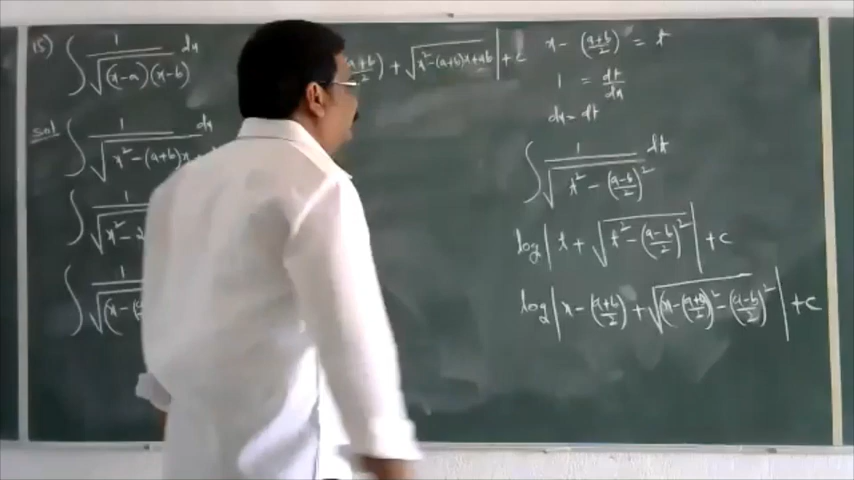 15) ∫ 1/√((x-a)(x-b)) dx
Sol ∫ 1/√(x²-(a+b)x dx
∫ 1/√(x²-2
∫ 1/√(x-
(a+b)/2) + √(x²-(a+b)x+ab) | + c
x - ((a+b)/2) = t
1 = dt/dx
dx = dt
∫ 1/√(t² - ((a-b)/2)²) dt
log | t + √(t² - ((a-b)/2)²) | + c
log | x - ((a+b)/2) + √((x-((a+b)/2))² - ((a-b)/2)²) | + c